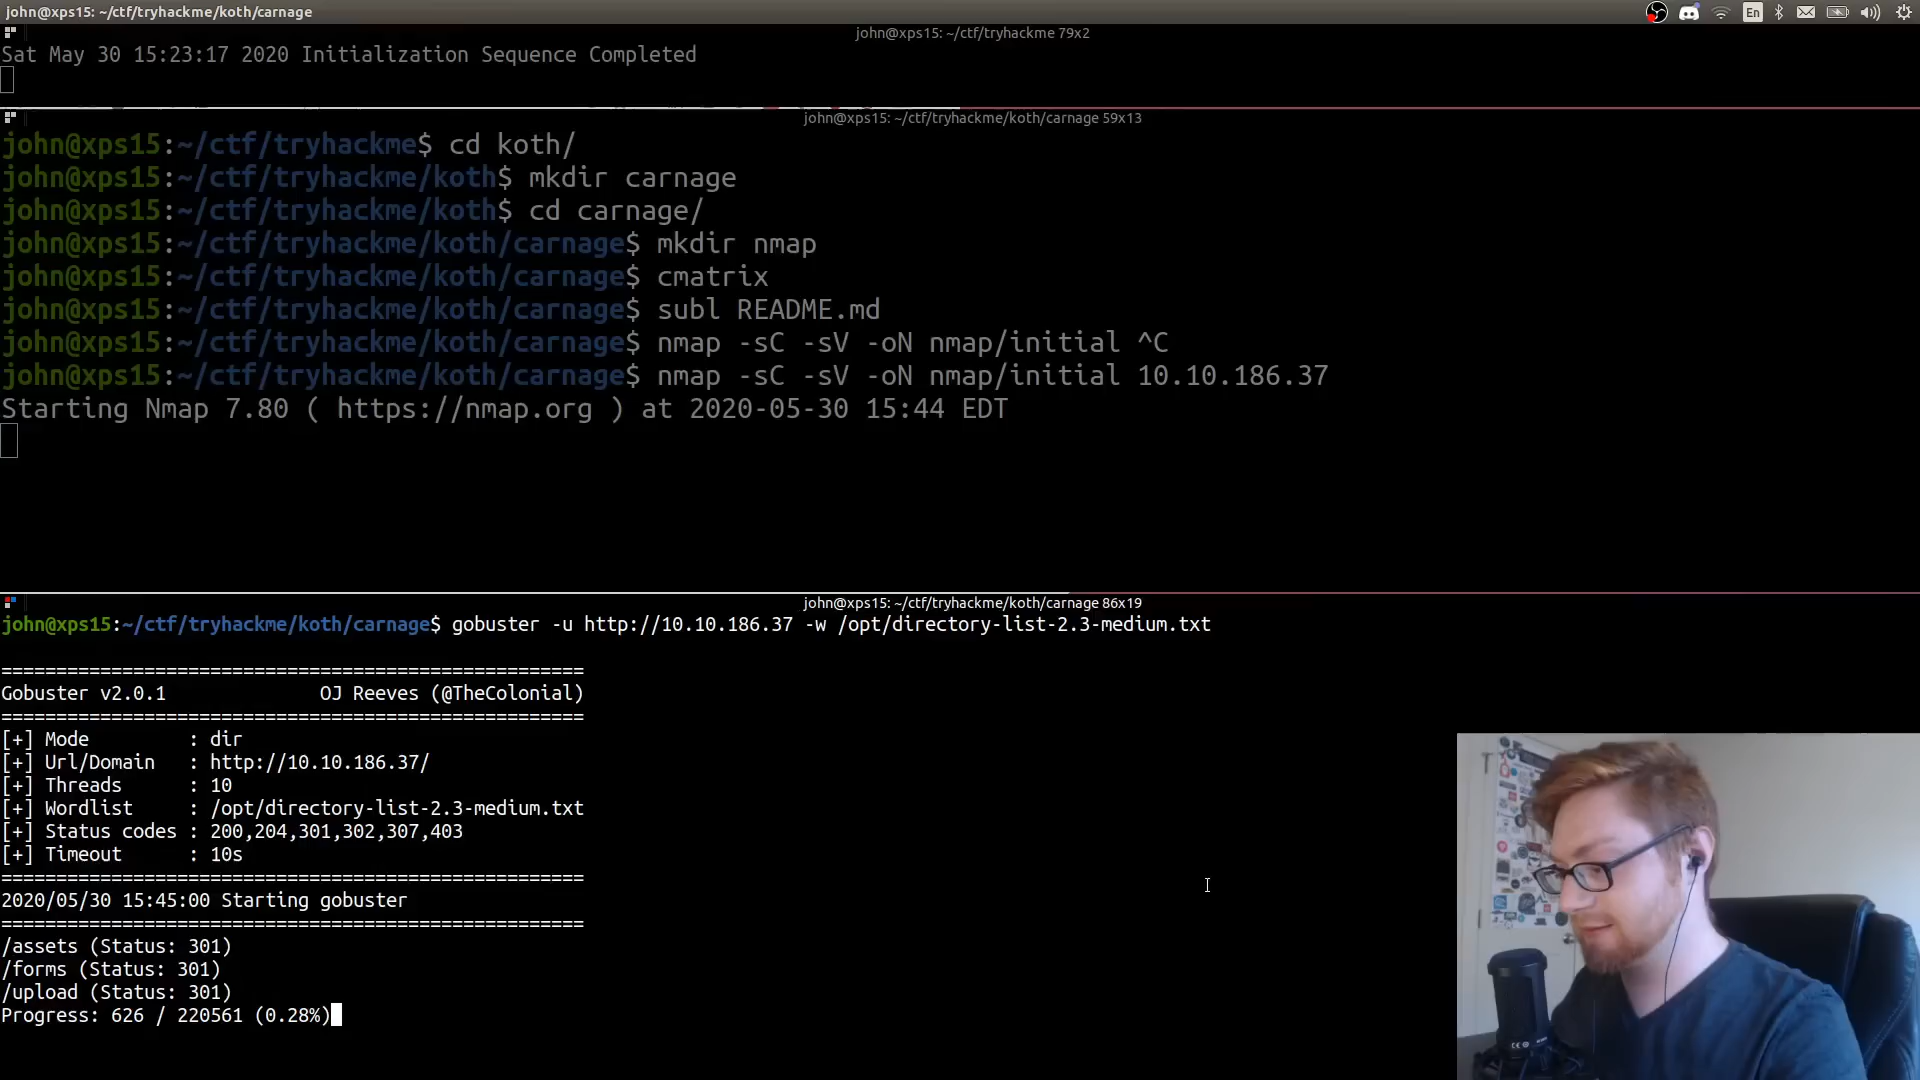 john@xps15: ~/ctf/tryhackme/koth/carnage
En
john@xps15: ~/ctf/tryhackme 79x2
Sat May 30 15:23:17 2020 Initialization Sequence Completed
john@xps15: ~/ctf/tryhackme/koth/carnage 59x13
john@xps15:~/ctf/tryhackme$ cd koth/
john@xps15:~/ctf/tryhackme/koth$ mkdir carnage
john@xps15:~/ctf/tryhackme/koth$ cd carnage/
john@xps15:~/ctf/tryhackme/koth/carnage$ mkdir nmap
john@xps15:~/ctf/tryhackme/koth/carnage$ cmatrix
john@xps15:~/ctf/tryhackme/koth/carnage$ subl README.md
john@xps15:~/ctf/tryhackme/koth/carnage$ nmap -sC -sV -oN nmap/initial ^C
john@xps15:~/ctf/tryhackme/koth/carnage$ nmap -sC -sV -oN nmap/initial 10.10.186.37
Starting Nmap 7.80 ( https://nmap.org ) at 2020-05-30 15:44 EDT
john@xps15: ~/ctf/tryhackme/koth/carnage 86x19
john@xps15:~/ctf/tryhackme/koth/carnage$ gobuster -u http://10.10.186.37 -w /opt/directory-list-2.3-medium.txt
=====================================================
Gobuster v2.0.1              OJ Reeves (@TheColonial)
=====================================================
[+] Mode         : dir
[+] Url/Domain   : http://10.10.186.37/
[+] Threads      : 10
[+] Wordlist     : /opt/directory-list-2.3-medium.txt
[+] Status codes : 200,204,301,302,307,403
[+] Timeout      : 10s
=====================================================
2020/05/30 15:45:00 Starting gobuster
=====================================================
/assets (Status: 301)
/forms (Status: 301)
/upload (Status: 301)
Progress: 626 / 220561 (0.28%)